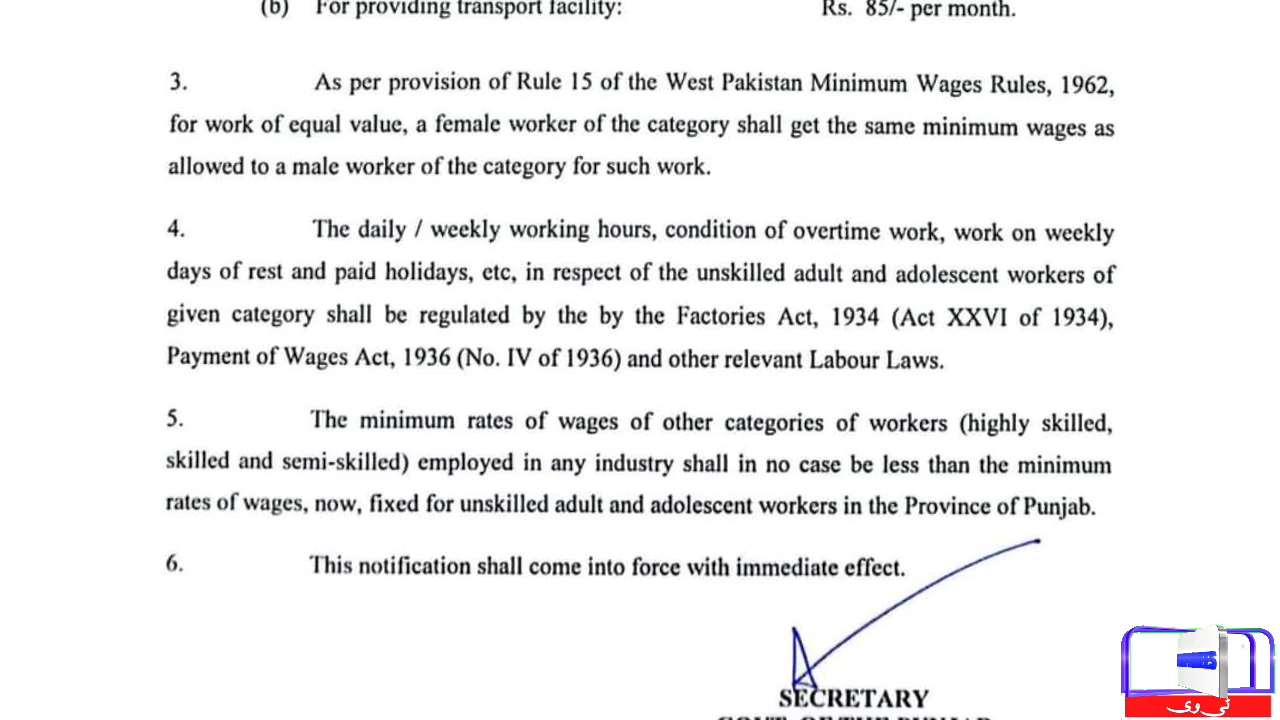 (b) For providing transport facility: Rs. 85/- per month.
3. As per provision of Rule 15 of the West Pakistan Minimum Wages Rules, 1962,
for work of equal value, a female worker of the category shall get the same minimum wages as
allowed to a male worker of the category for such work.
4. The daily / weekly working hours, condition of overtime work, work on weekly
days of rest and paid holidays, etc, in respect of the unskilled adult and adolescent workers of
given category shall be regulated by the by the Factories Act, 1934 (Act XXVI of 1934),
Payment of Wages Act, 1936 (No. IV of 1936) and other relevant Labour Laws.
5. The minimum rates of wages of other categories of workers (highly skilled,
skilled and semi-skilled) employed in any industry shall in no case be less than the minimum
rates of wages, now, fixed for unskilled adult and adolescent workers in the Province of Punjab.
6. This notification shall come into force with immediate effect.
SECRETARY
GOVT. OF THE PUNJAB
ٹی وی